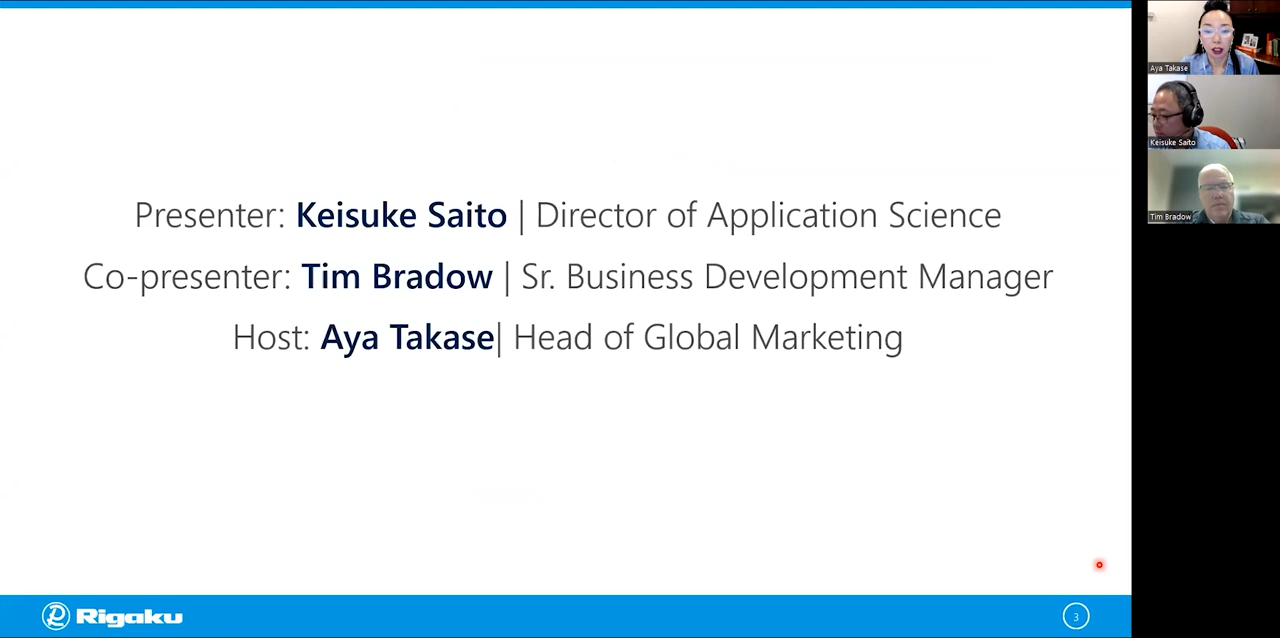 Presenter: Keisuke Saito | Director of Application Science
Co-presenter: Tim Bradow | Sr. Business Development Manager
Host: Aya Takase| Head of Global Marketing
Rigaku
3
Aya Takase
Keisuke Saito
Tim Bradow